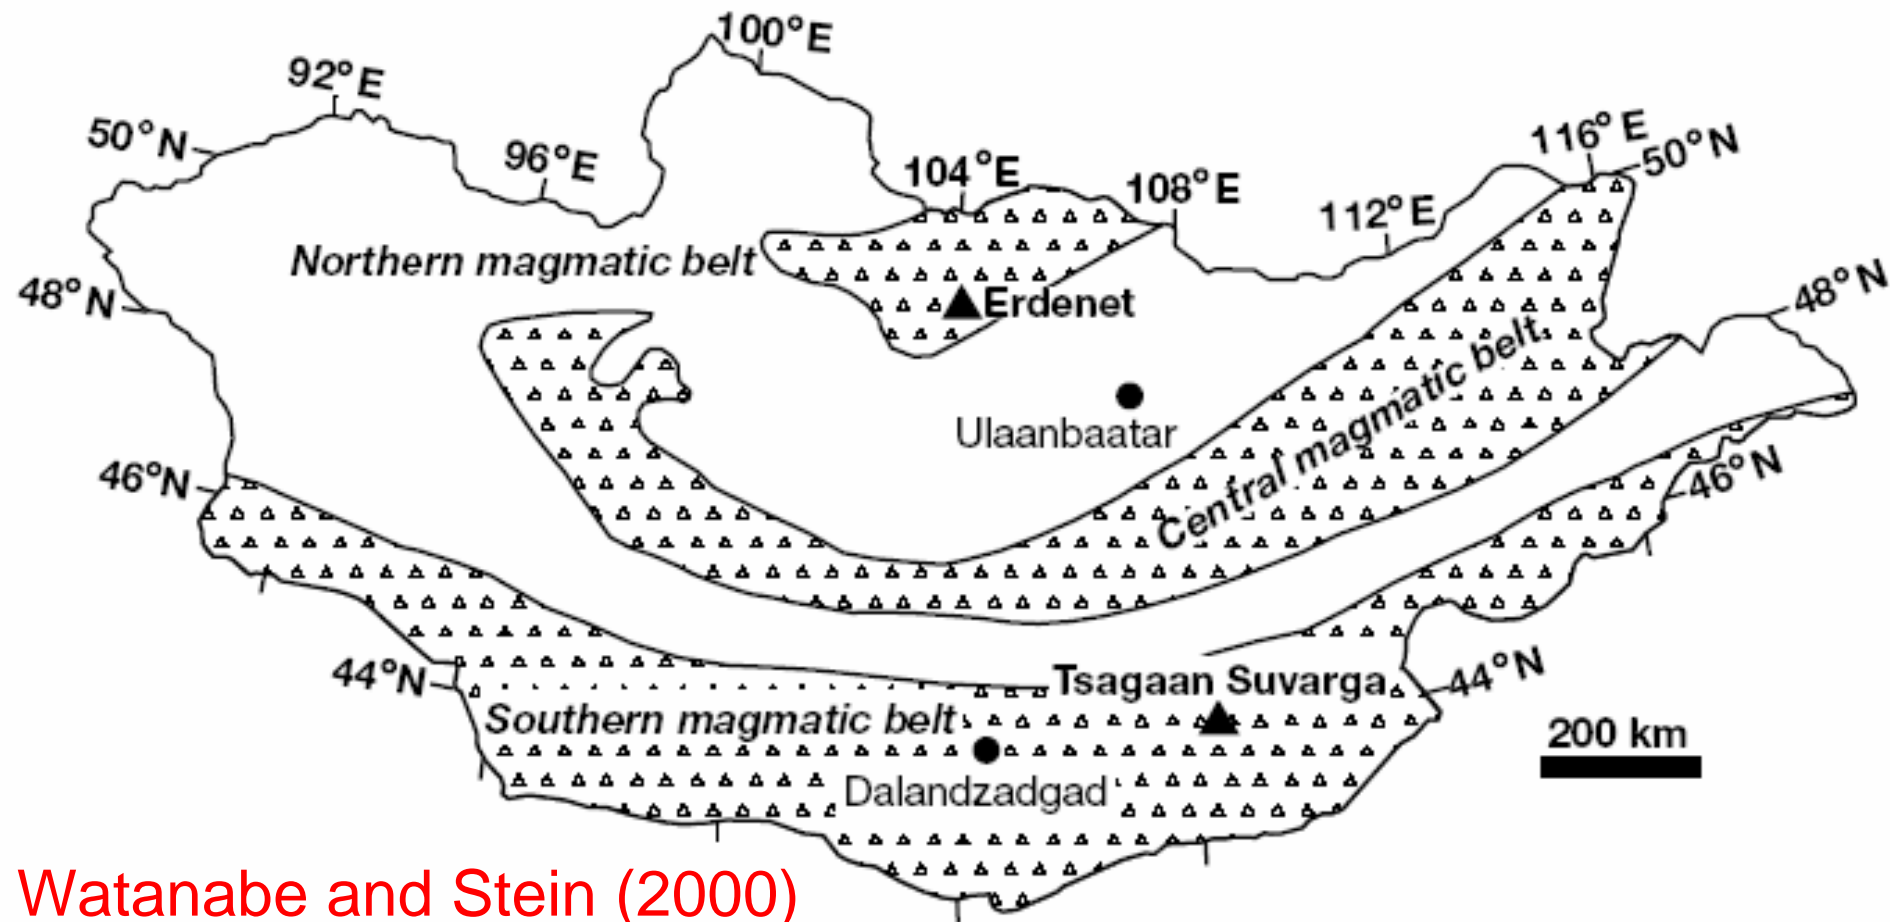 100°E
92°E
50°N
96°E
104°E
108°E
112°E
116°E
50°N
Northern magmatic belt
48°N
Erdenet
48°N
Central magmatic belt
Ulaanbaatar
46°N
46°N
44°N
Tsagaan Suvarga
44°N
Southern magmatic belt
Dalandzadgad
200 km
Watanabe and Stein (2000)